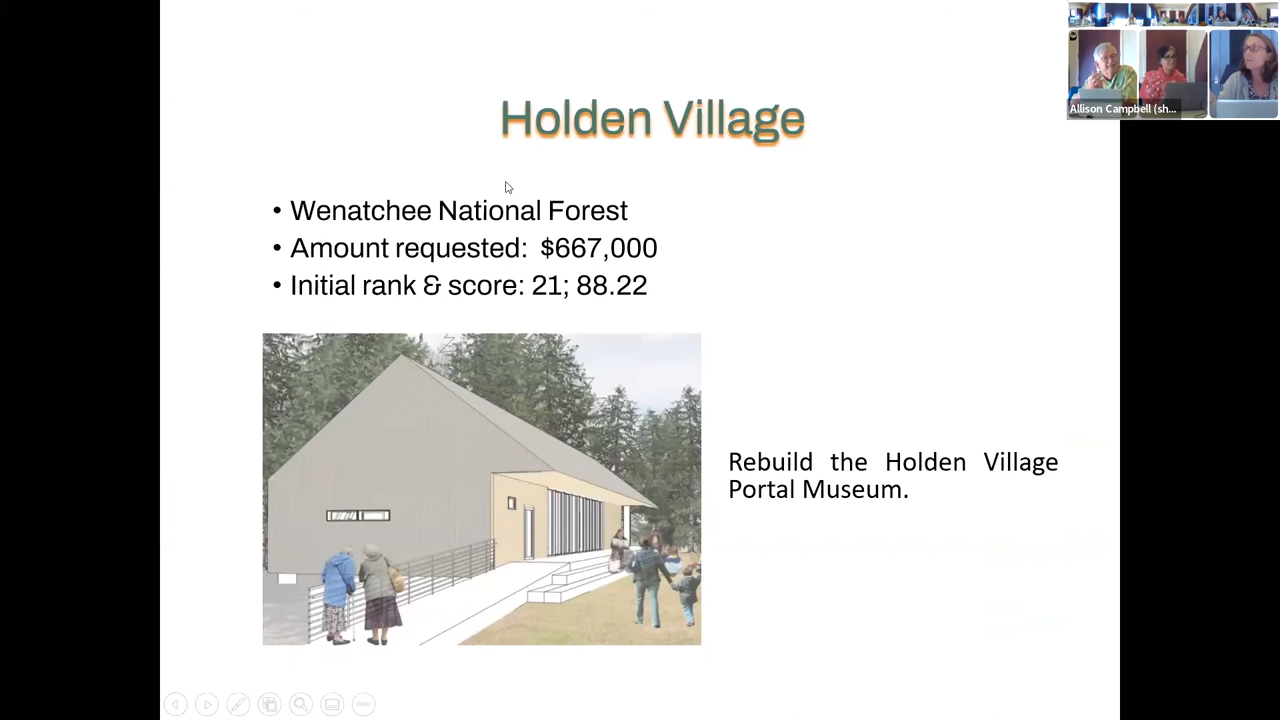 Holden Village
• Wenatchee National Forest
• Amount requested: $667,000
• Initial rank & score: 21; 88.22
Rebuild the Holden Village
Portal Museum.
Allison Campbell (sh...